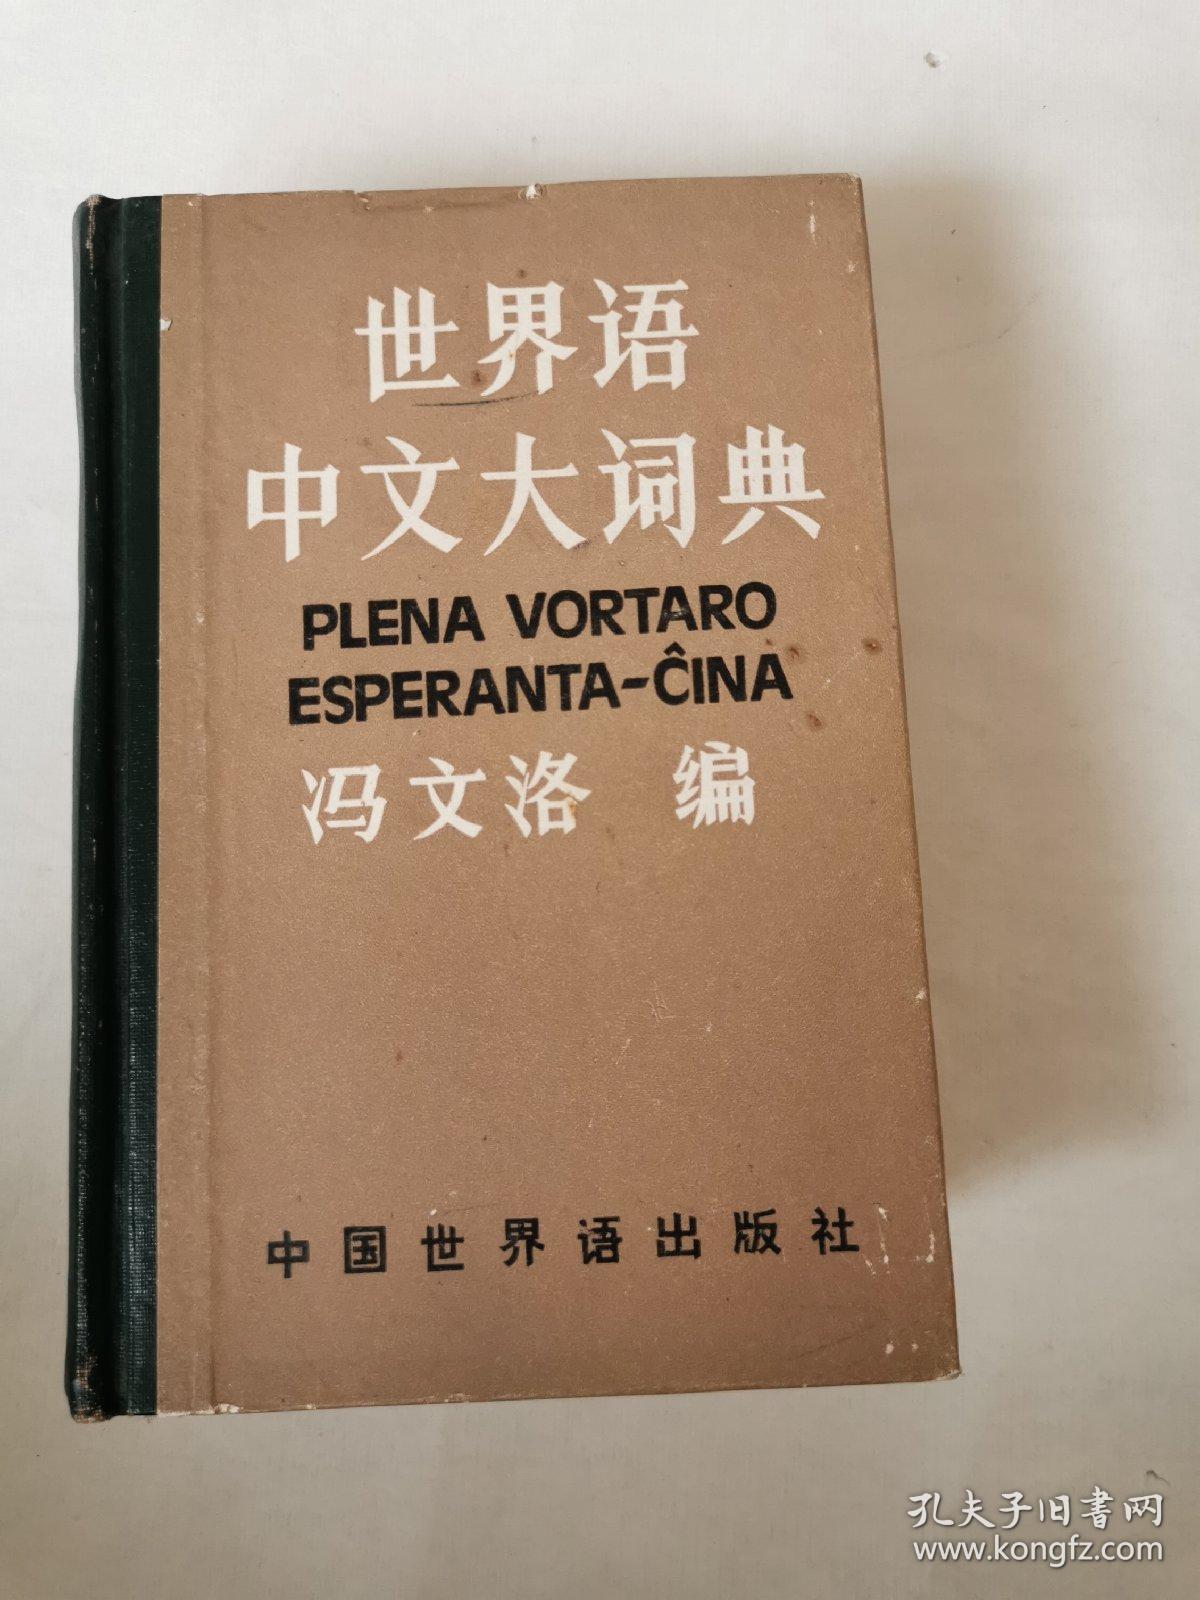 世界语
中文大词典
PLENA VORTARO
ESPERANTA-ĈINA
冯文洛 编
中国世界语出版社
孔夫子旧书网
www.kongfz.com